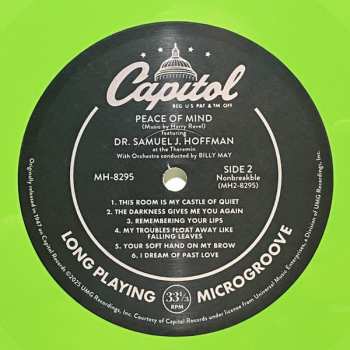 Capitol
REG U S PAT & TM OFF
PEACE OF MIND
(Music by Harry Revel)
featuring
DR. SAMUEL J. HOFFMAN
at the Theremin
With Orchestra conducted by BILLY MAY
MH-8295
SIDE 2
Nonbreakble
(MH2-8295)
1. THIS ROOM IS MY CASTLE OF QUIET
2. THE DARKNESS GIVES ME YOU AGAIN
3. REMEMBERING YOUR LIPS
4. MY TROUBLES FLOAT AWAY LIKE
FALLING LEAVES
5. YOUR SOFT HAND ON MY BROW
6. I DREAM OF PAST LOVE
LONG PLAYING
33⅓
RPM
MICROGROOVE
Originally released in 1947 as Capitol Records ©2025 UMG Recordings, Inc. Courtesy of Capitol Records under license from Universal Music Enterprises, a Division of UMG Recordings, Inc.